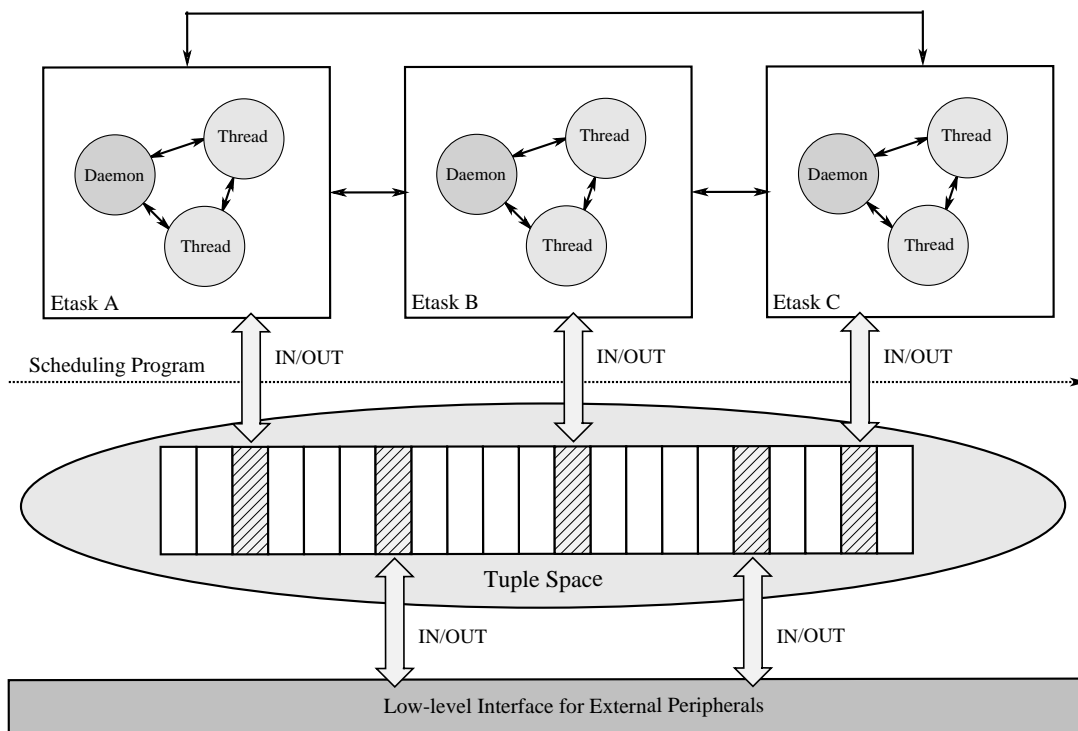 Thread
Daemon
Thread
Etask A
Thread
Daemon
Thread
Etask B
Thread
Daemon
Thread
Etask C
IN/OUT
IN/OUT
IN/OUT
Scheduling Program
Tuple Space
IN/OUT
IN/OUT
Low-level Interface for External Peripherals